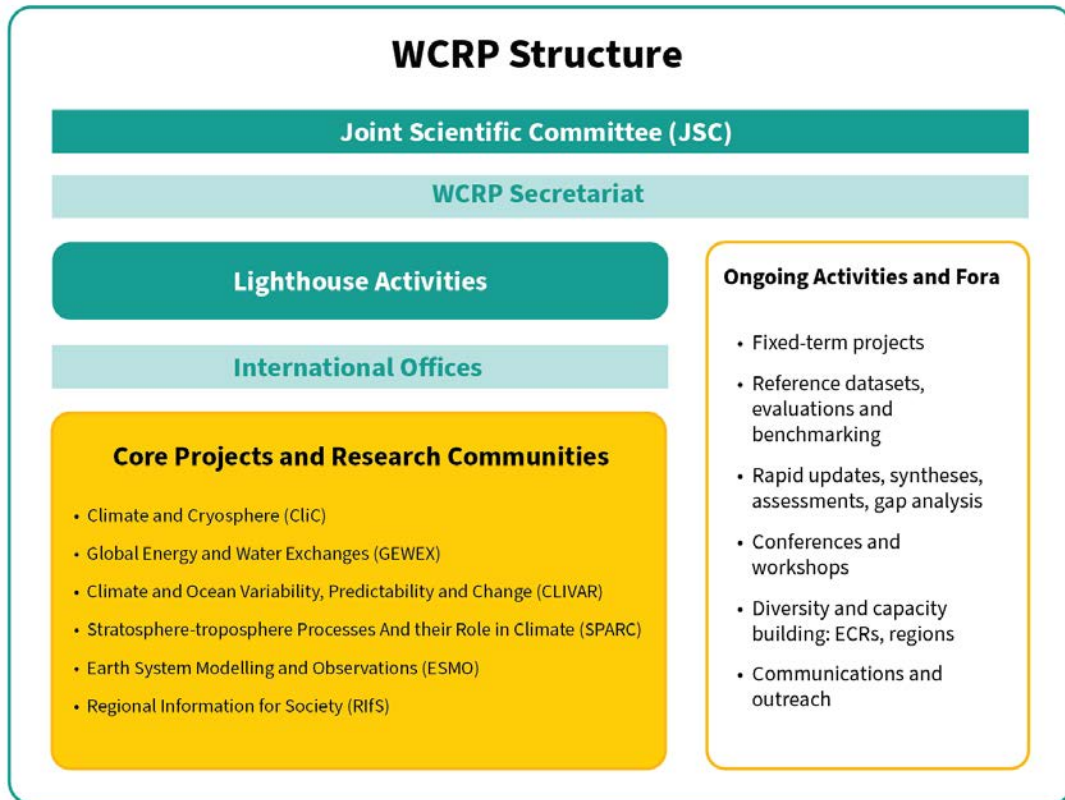 WCRP Structure
Joint Scientific Committee (JSC)
WCRP Secretariat
Lighthouse Activities
International Offices
Core Projects and Research Communities
• Climate and Cryosphere (CliC)
• Global Energy and Water Exchanges (GEWEX)
• Climate and Ocean Variability, Predictability and Change (CLIVAR)
• Stratosphere-troposphere Processes And their Role in Climate (SPARC)
• Earth System Modelling and Observations (ESMO)
• Regional Information for Society (RIfS)
Ongoing Activities and Fora
• Fixed-term projects
• Reference datasets,
evaluations and
benchmarking
• Rapid updates, syntheses,
assessments, gap analysis
• Conferences and
workshops
• Diversity and capacity
building: ECRs, regions
• Communications and
outreach